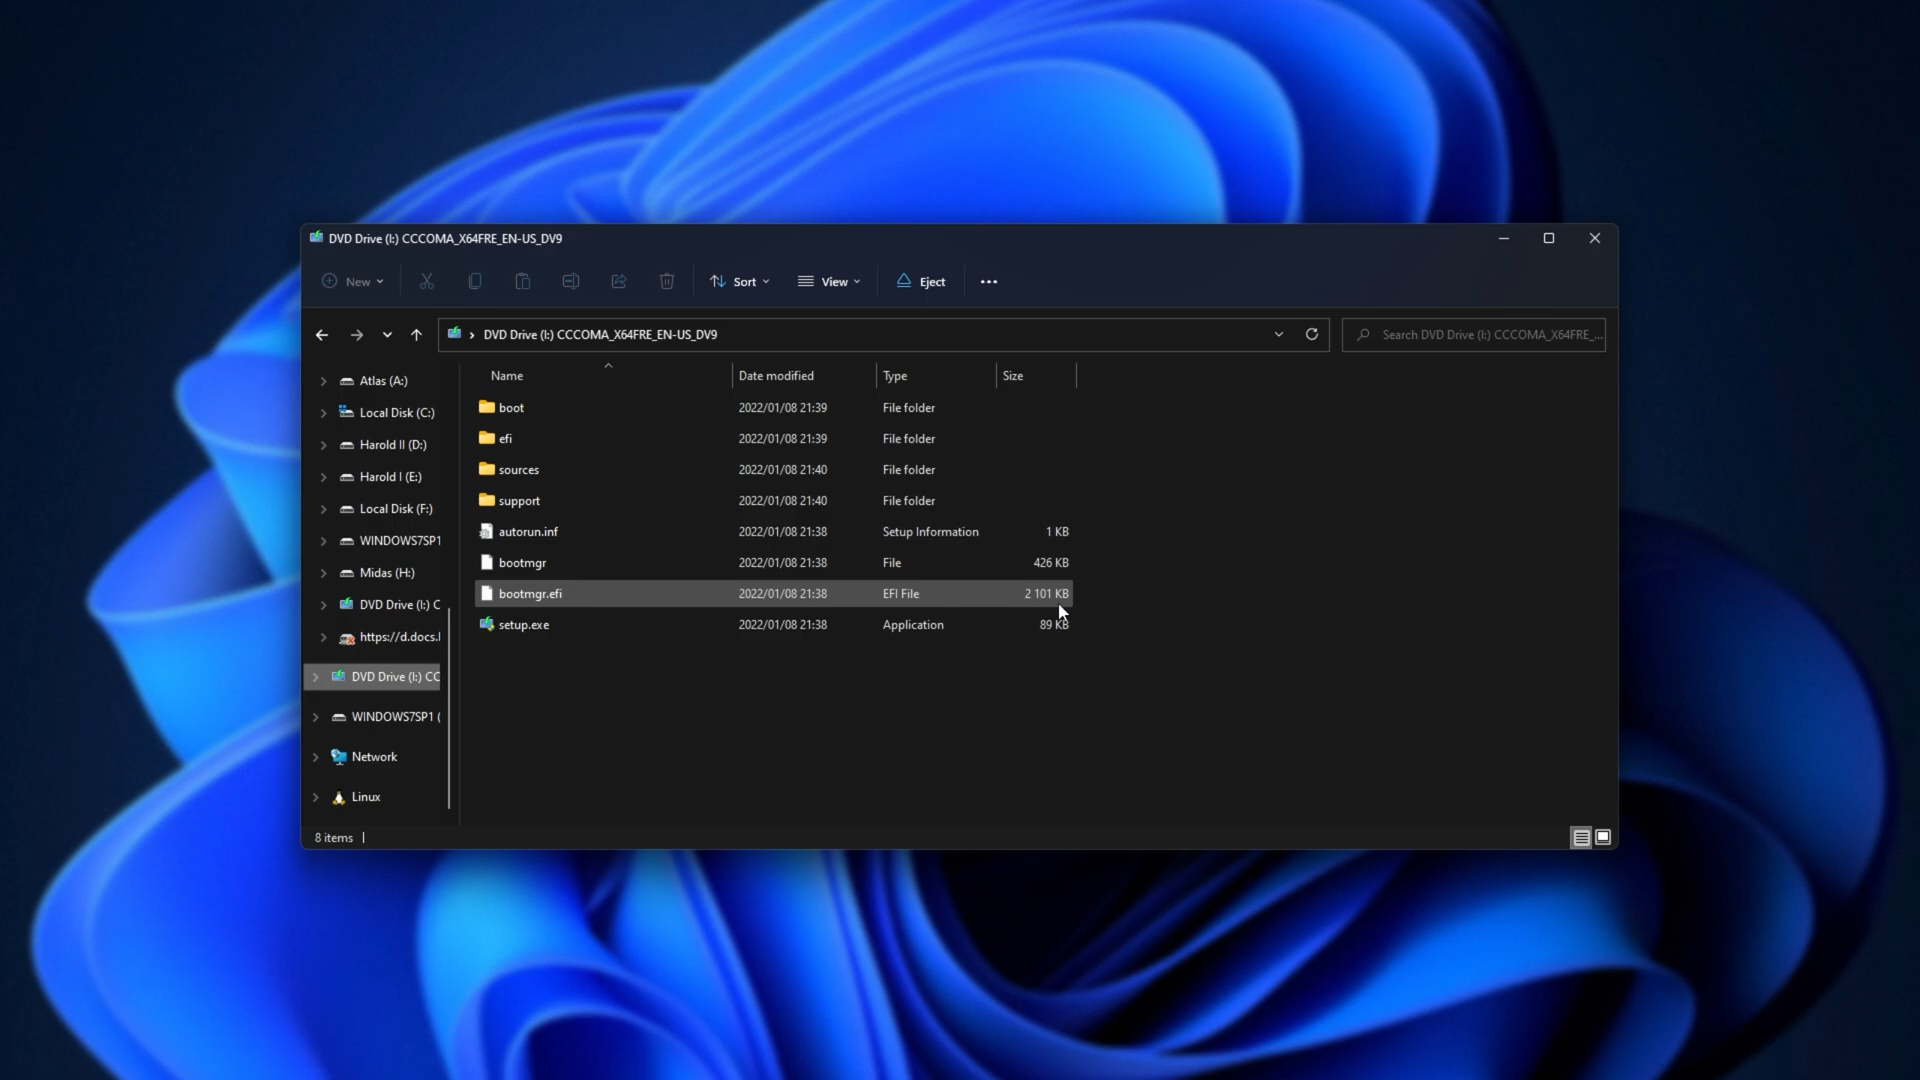 DVD Drive (I:) CCCOMA_X64FRE_EN-US_DV9
New Sort View Eject
DVD Drive (I:) CCCOMA_X64FRE_EN-US_DV9 Search DVD Drive (I:) CCCOMA_X64FRE_...
Name Date modified Type Size
Atlas (A:)
Local Disk (C:)
Harold II (D:)
Harold I (E:)
Local Disk (F:)
WINDOWS7SP1
Midas (H:)
DVD Drive (I:) C
https://d.docs.l
DVD Drive (I:) CC
WINDOWS7SP1 (
Network
Linux
boot 2022/01/08 21:39 File folder
efi 2022/01/08 21:39 File folder
sources 2022/01/08 21:40 File folder
support 2022/01/08 21:40 File folder
autorun.inf 2022/01/08 21:38 Setup Information 1 KB
bootmgr 2022/01/08 21:38 File 426 KB
bootmgr.efi 2022/01/08 21:38 EFI File 2 101 KB
setup.exe 2022/01/08 21:38 Application 89 KB
8 items